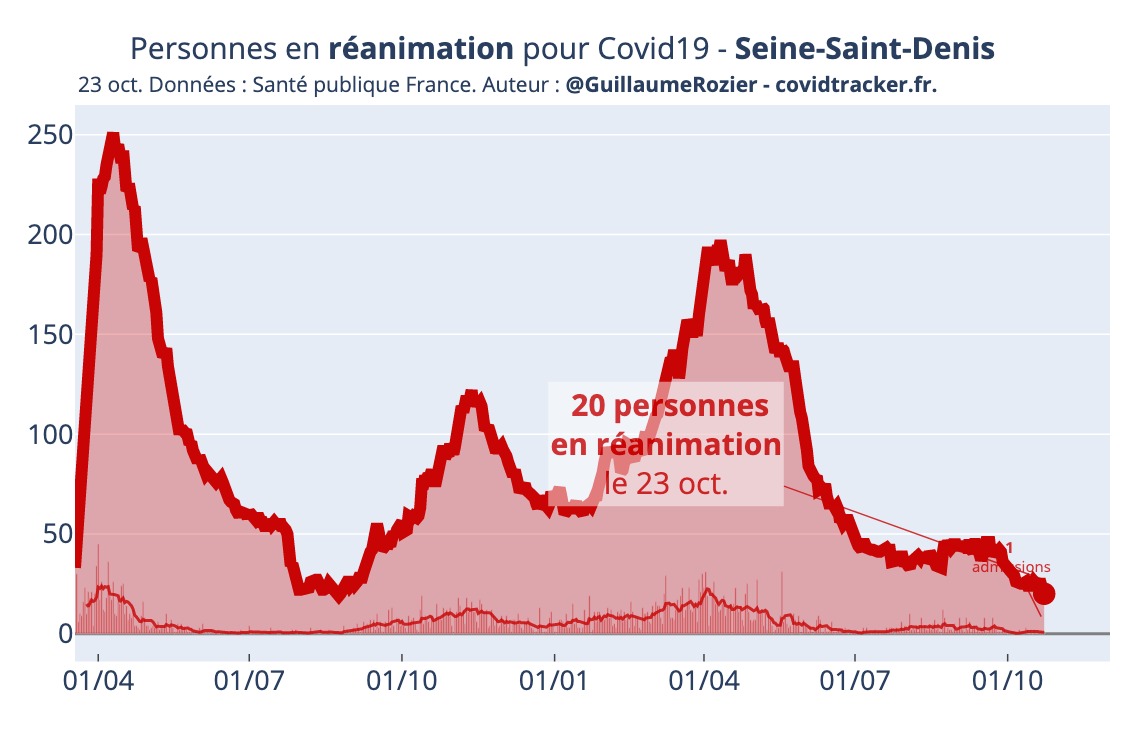 Personnes en réanimation pour Covid19 - Seine-Saint-Denis
23 oct. Données : Santé publique France. Auteur : @GuillaumeRozier - covidtracker.fr.
250
200
150
100
50
0
20 personnes
en réanimation
le 23 oct.
1
admissions
01/04 01/07 01/10 01/01 01/04 01/07 01/10